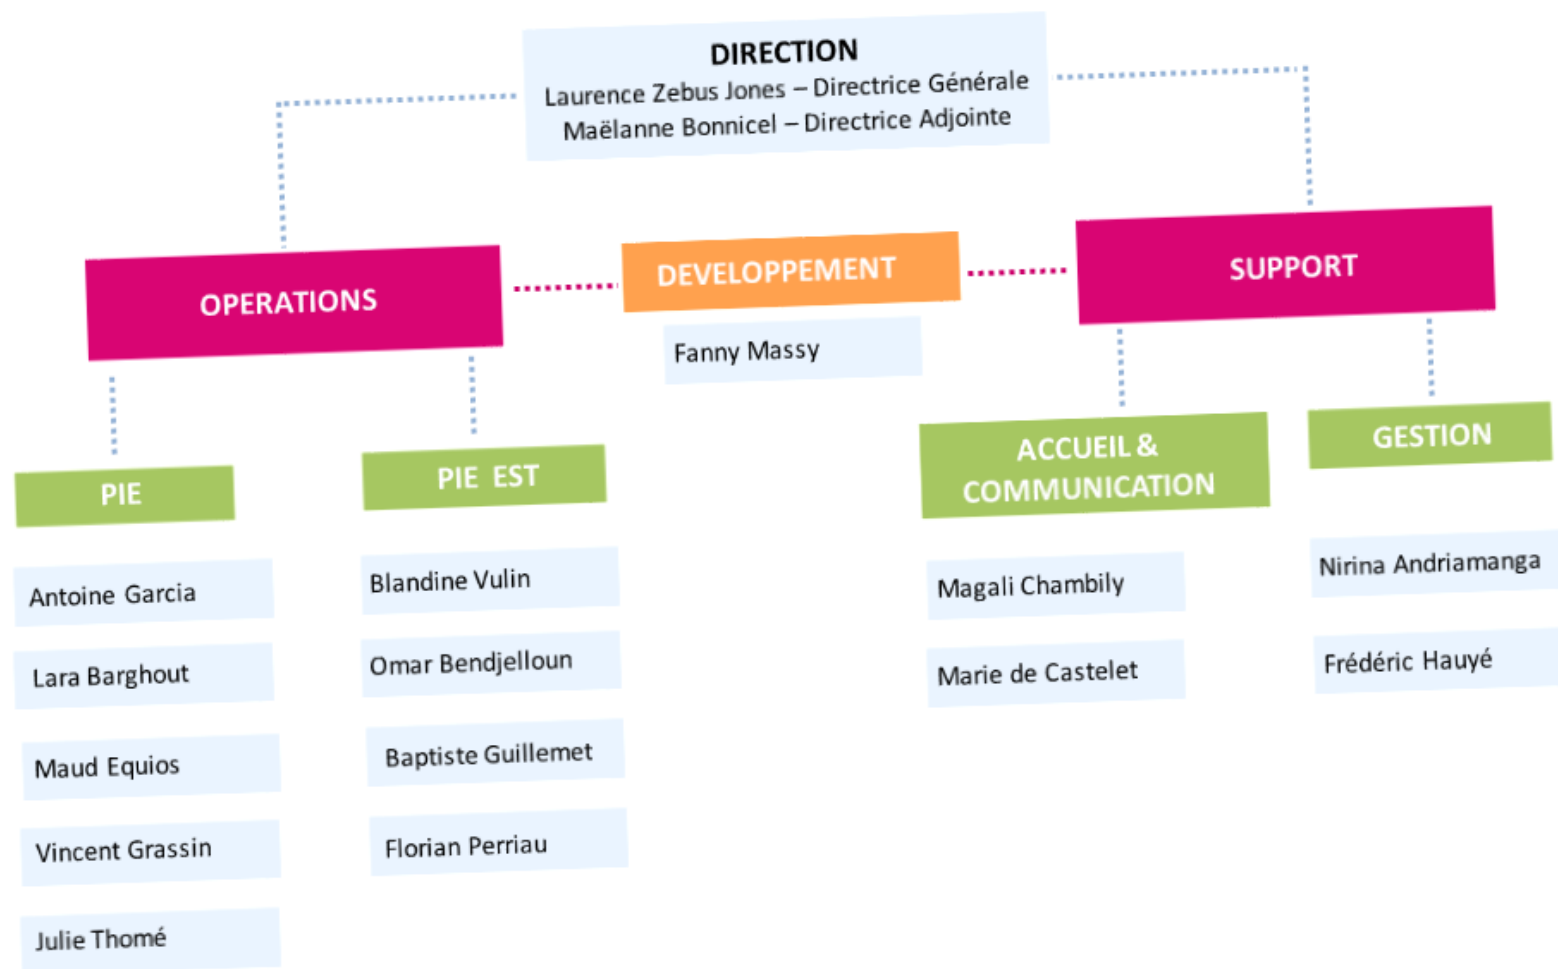 DIRECTION
Laurence Zebus Jones – Directrice Générale
Maëlanne Bonnicel – Directrice Adjointe
OPERATIONS
DEVELOPPEMENT
SUPPORT
Fanny Massy
PIE
PIE EST
ACCUEIL &
COMMUNICATION
GESTION
Antoine Garcia
Lara Barghout
Maud Equios
Vincent Grassin
Julie Thomé
Blandine Vulin
Omar Bendjelloun
Baptiste Guillemet
Florian Perriau
Magali Chambily
Marie de Castelet
Nirina Andriamanga
Frédéric Hauyé